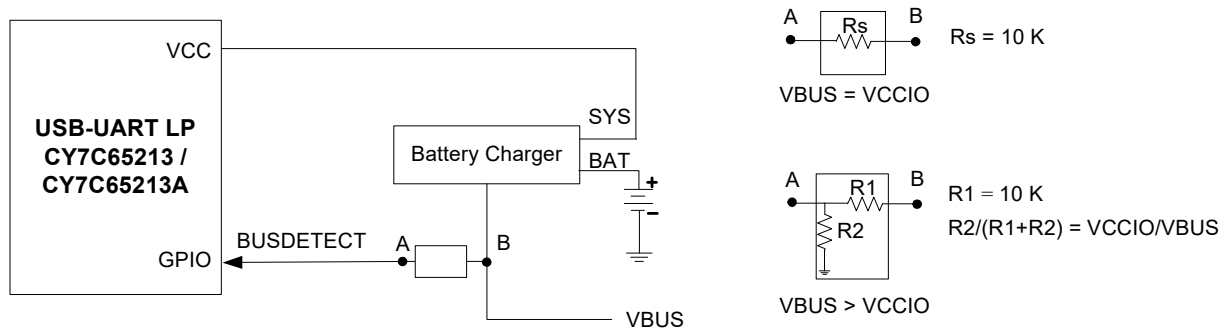 VCC
USB-UART LP
CY7C65213 /
CY7C65213A
GPIO
BUSDETECT
A
B
Battery Charger
SYS
BAT
+
-
VBUS
A
B
Rs
Rs = 10 K
VBUS = VCCIO
A
B
R1
R2
R1 = 10 K
R2/(R1+R2) = VCCIO/VBUS
VBUS > VCCIO